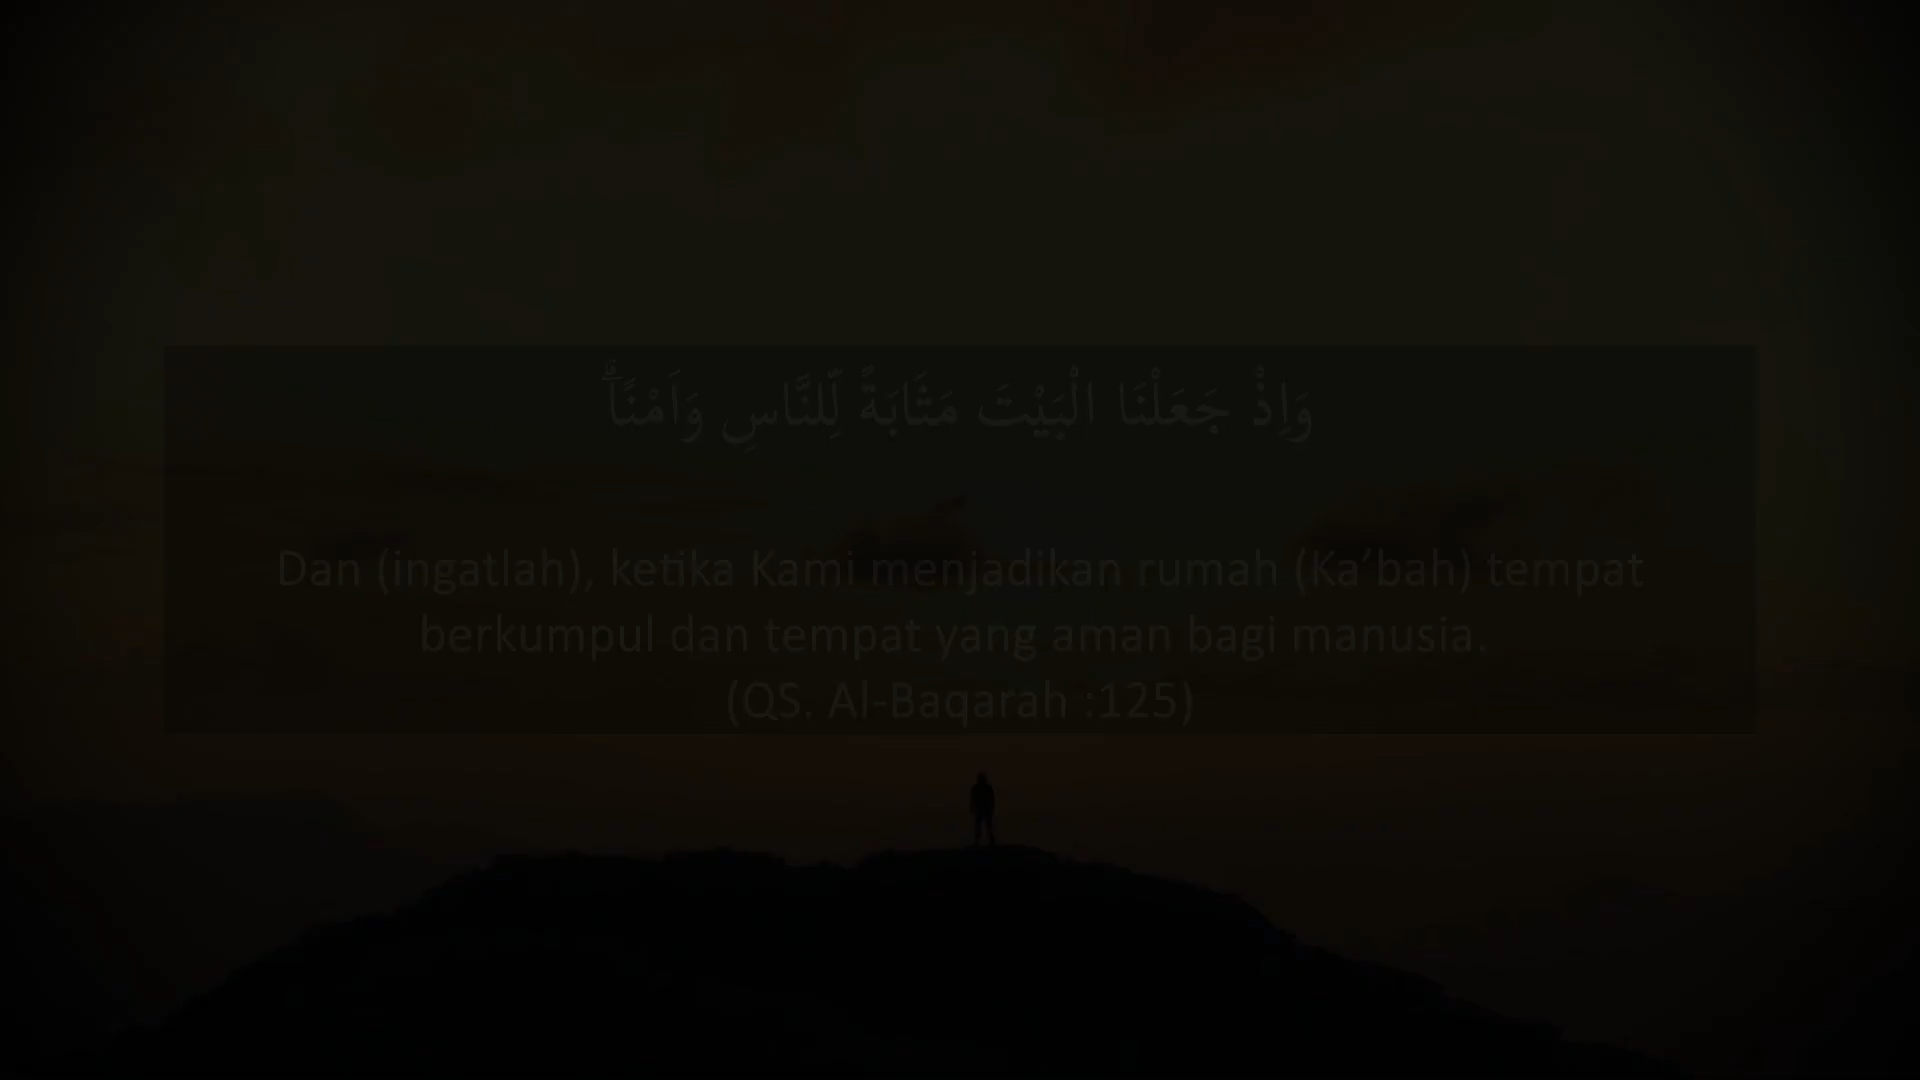 وَاِذْ جَعَلْنَا الْبَيْتَ مَثَابَةً لِّلنَّاسِ وَاَمْنًاۗ
Dan (ingatlah), ketika Kami menjadikan rumah (Ka’bah) tempat
berkumpul dan tempat yang aman bagi manusia.
(QS. Al-Baqarah :125)